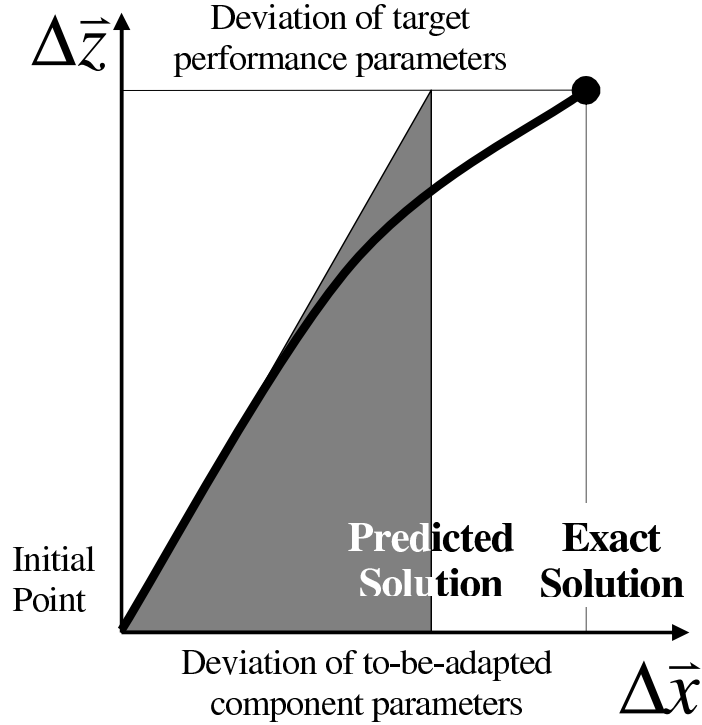 Deviation of target
performance parameters
Δz⃗
Predicted
Solution
Exact
Solution
Initial
Point
Deviation of to-be-adapted
component parameters
Δx⃗